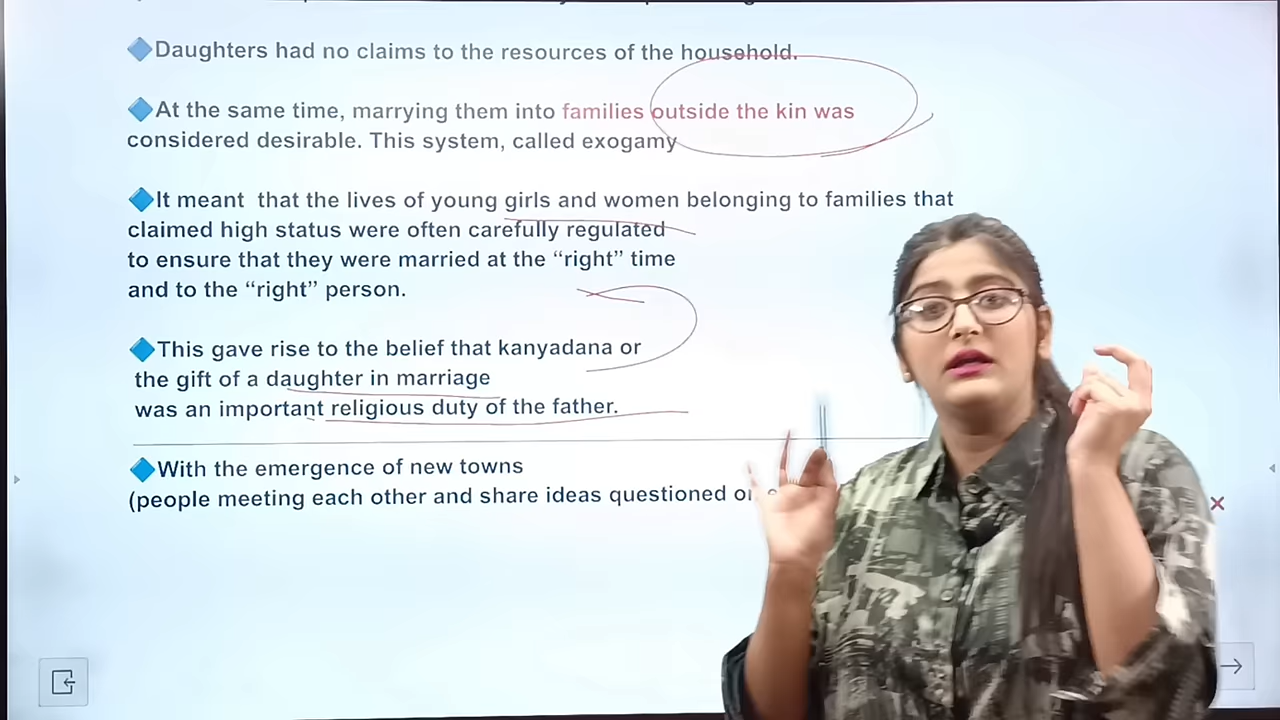 Daughters had no claims to the resources of the household.
At the same time, marrying them into families outside the kin was
considered desirable. This system, called exogamy
It meant that the lives of young girls and women belonging to families that
claimed high status were often carefully regulated
to ensure that they were married at the “right” time
and to the “right” person.
This gave rise to the belief that kanyadana or
the gift of a daughter in marriage
was an important religious duty of the father.
With the emergence of new towns
(people meeting each other and share ideas questioned